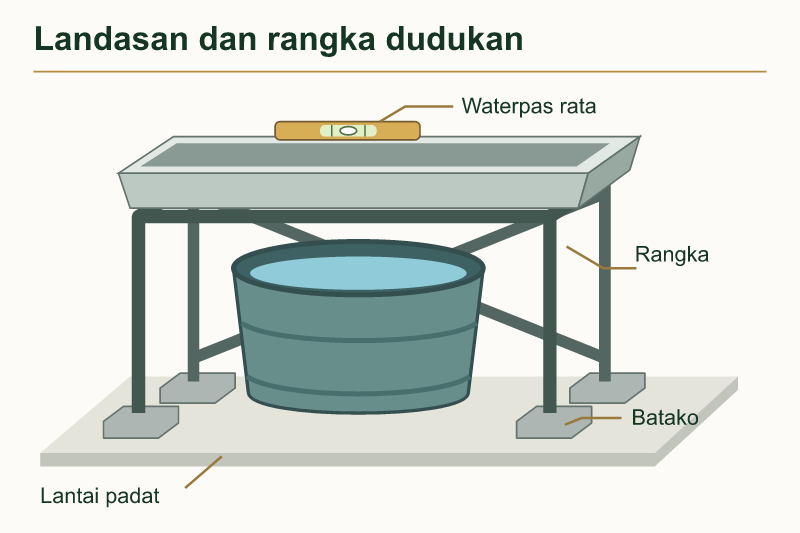 Landasan dan rangka dudukan
Waterpas rata
Rangka
Batako
Lantai padat